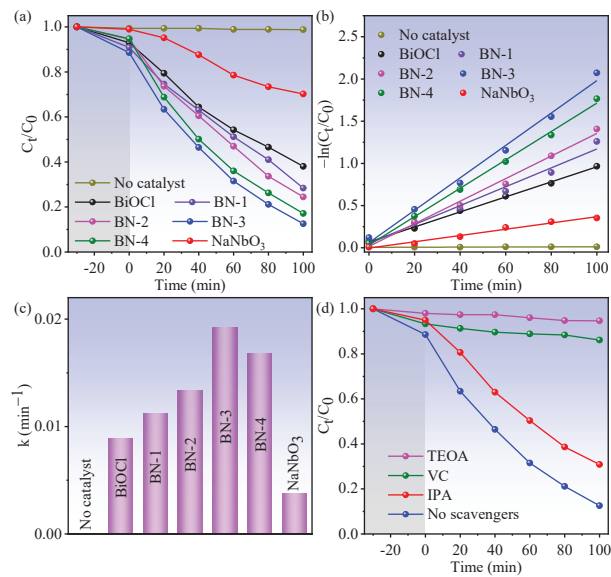 (a)
C_t/C_0
1.0
0.8
0.6
0.4
0.2
0.0
No catalyst
BiOCl
BN-1
BN-2
BN-3
BN-4
NaNbO_3
-20 0 20 40 60 80 100
Time (min)
(b)
-ln(C_t/C_0)
2.5
2.0
1.5
1.0
0.5
0.0
No catalyst
BiOCl
BN-1
BN-2
BN-3
BN-4
NaNbO_3
0 20 40 60 80 100
Time (min)
(c)
k (min^{-1})
0.02
0.01
0.00
No catalyst
BiOCl
BN-1
BN-2
BN-3
BN-4
NaNbO_3
(d)
C_t/C_0
1.0
0.8
0.6
0.4
0.2
0.0
TEOA
VC
IPA
No scavengers
-20 0 20 40 60 80 100
Time (min)